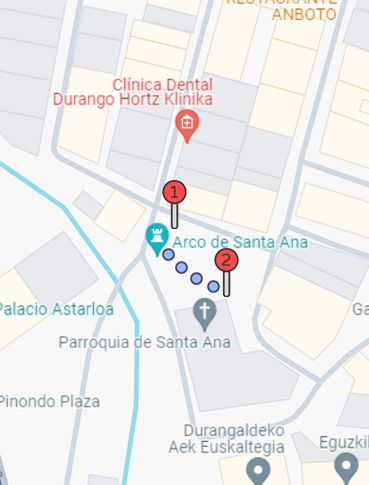 RESTAURANTE
ANBOTO
Clínica Dental
Durango Hortz Klinika
1
Arco de Santa Ana
2
Palacio Astarloa
Ga
Parroquia de Santa Ana
Pinondo Plaza
Durangaldeko
Aek Euskaltegia
Eguzki